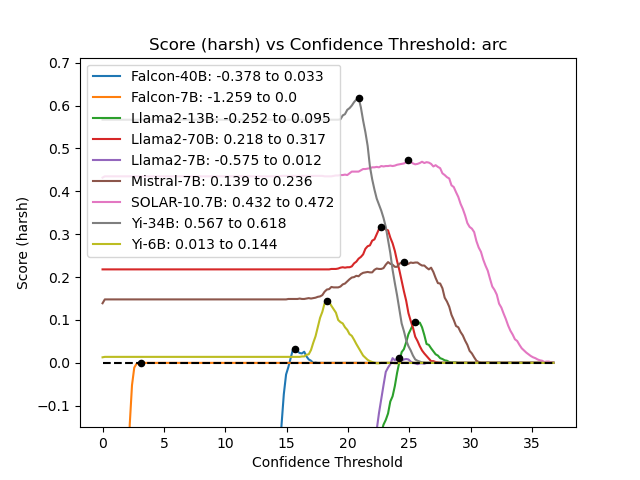 Score (harsh) vs Confidence Threshold: arc
Score (harsh)
0.7
0.6
0.5
0.4
0.3
0.2
0.1
0.0
−0.1
Falcon-40B: -0.378 to 0.033
Falcon-7B: -1.259 to 0.0
Llama2-13B: -0.252 to 0.095
Llama2-70B: 0.218 to 0.317
Llama2-7B: -0.575 to 0.012
Mistral-7B: 0.139 to 0.236
SOLAR-10.7B: 0.432 to 0.472
Yi-34B: 0.567 to 0.618
Yi-6B: 0.013 to 0.144
0 5 10 15 20 25 30 35
Confidence Threshold